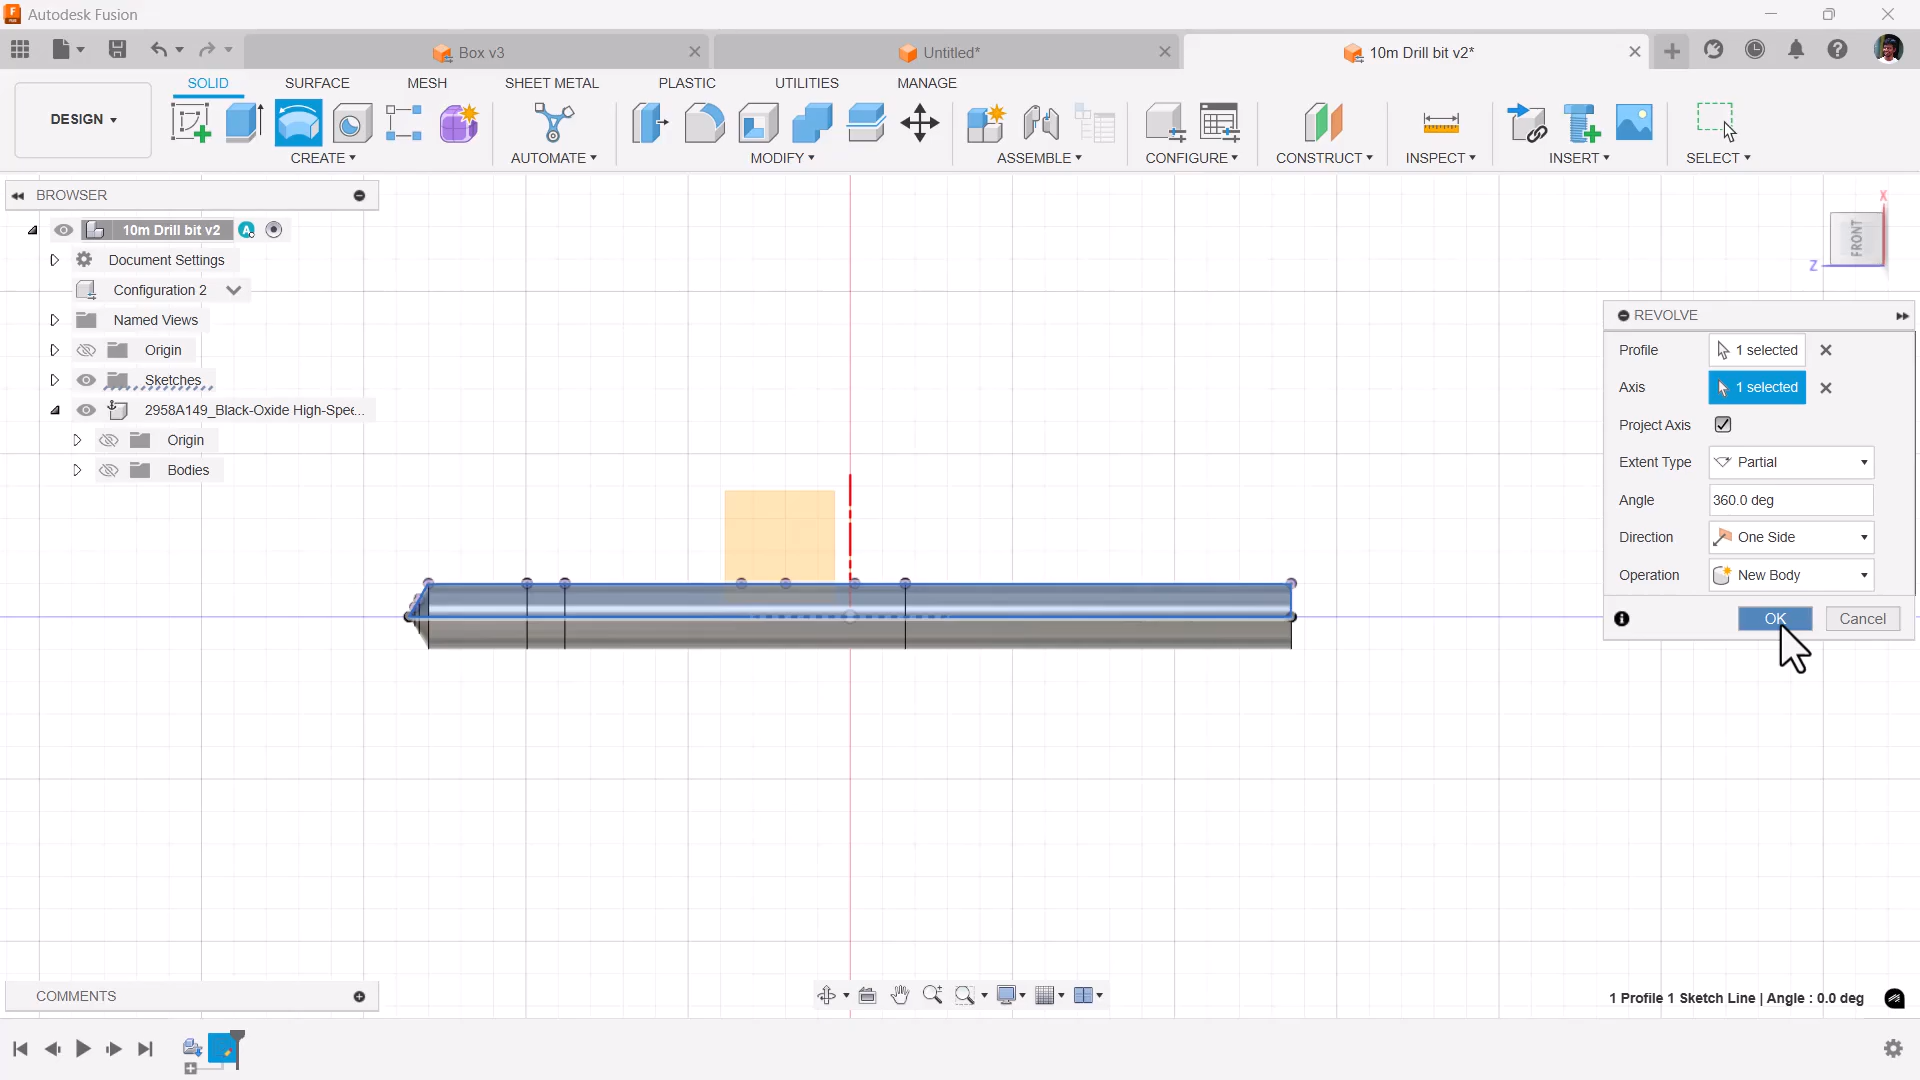 Autodesk Fusion
Box v3
Untitled*
10m Drill bit v2*
DESIGN
SOLID
SURFACE
MESH
SHEET METAL
PLASTIC
UTILITIES
MANAGE
CREATE
AUTOMATE
MODIFY
ASSEMBLE
CONFIGURE
CONSTRUCT
INSPECT
INSERT
SELECT
BROWSER
10m Drill bit v2
Document Settings
Configuration 2
Named Views
Origin
Sketches
2958A149_Black-Oxide High-Spee...
Origin
Bodies
X
FRONT
Z
REVOLVE
Profile 1 selected
Axis 1 selected
Project Axis
Extent Type Partial
Angle 360.0 deg
Direction One Side
Operation New Body
OK Cancel
COMMENTS
1 Profile 1 Sketch Line | Angle : 0.0 deg